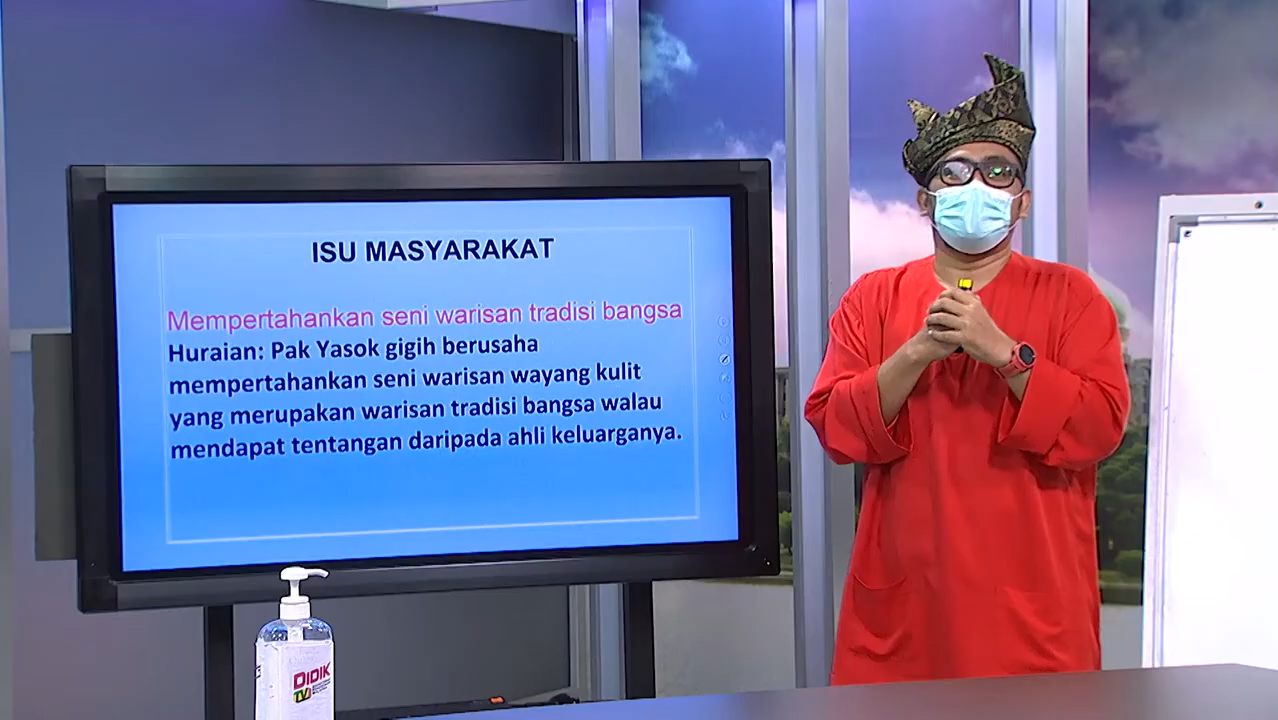 ISU MASYARAKAT
Mempertahankan seni warisan tradisi bangsa
Huraian: Pak Yasok gigih berusaha
mempertahankan seni warisan wayang kulit
yang merupakan warisan tradisi bangsa walau
mendapat tentangan daripada ahli keluarganya.
DIDIK
TV